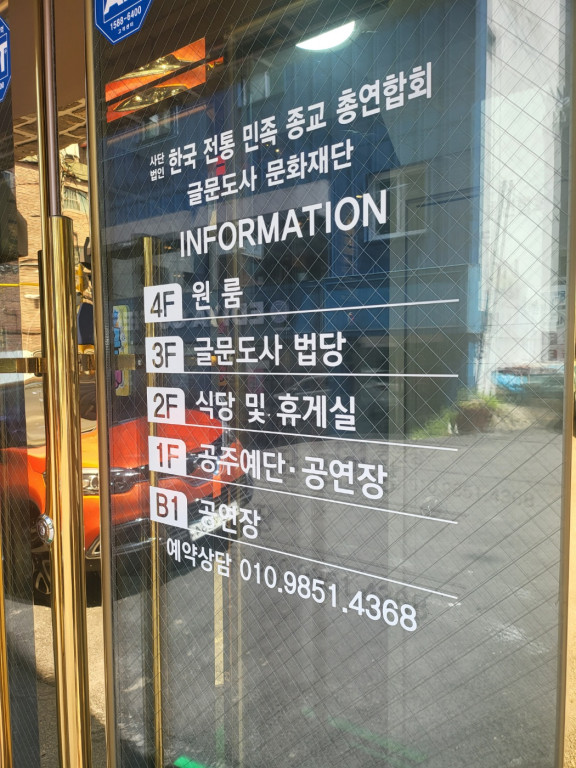 1588-6400
사단법인 한국 전통 민족 종교 총연합회
글문도사 문화재단
INFORMATION
4F 원 룸
3F 글문도사 법당
2F 식당 및 휴게실
1F 공주예단·공연장
B1 공연장
예약상담 010.9851.4368